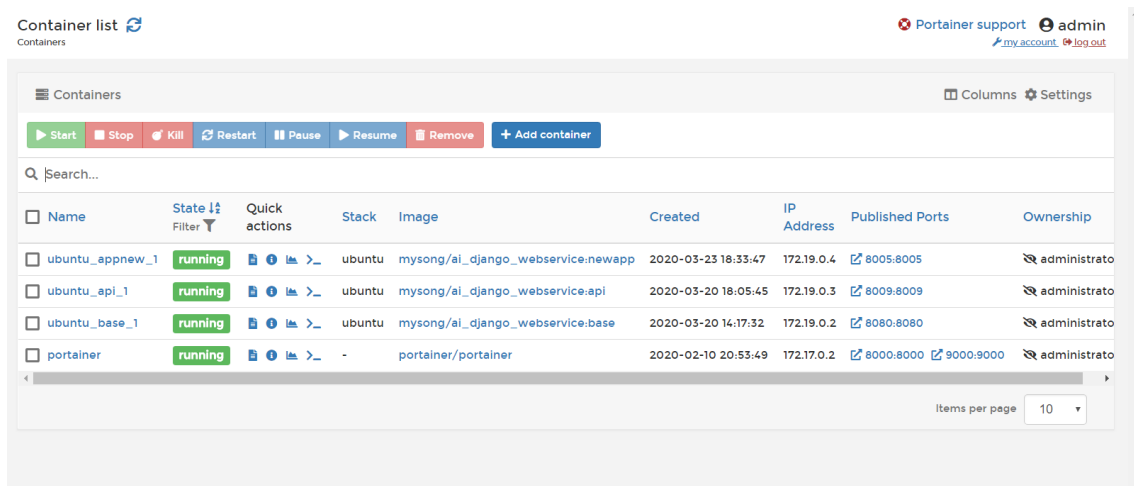 Container list
Portainer support admin
Containers
my account log out
Containers
Columns Settings
Start Stop Kill Restart Pause Resume Remove + Add container
Search...
Name State Filter Quick actions Stack Image Created IP Address Published Ports Ownership
ubuntu_appnew_1 running ubuntu mysong/ai_django_webservice:newapp 2020-03-23 18:33:47 172.19.0.4 8005:8005 administrato
ubuntu_api_1 running ubuntu mysong/ai_django_webservice:api 2020-03-20 18:05:45 172.19.0.3 8009:8009 administrato
ubuntu_base_1 running ubuntu mysong/ai_django_webservice:base 2020-03-20 14:17:32 172.19.0.2 8080:8080 administrato
portainer running - portainer/portainer 2020-02-10 20:53:49 172.17.0.2 8000:8000 9000:9000 administrato
Items per page 10